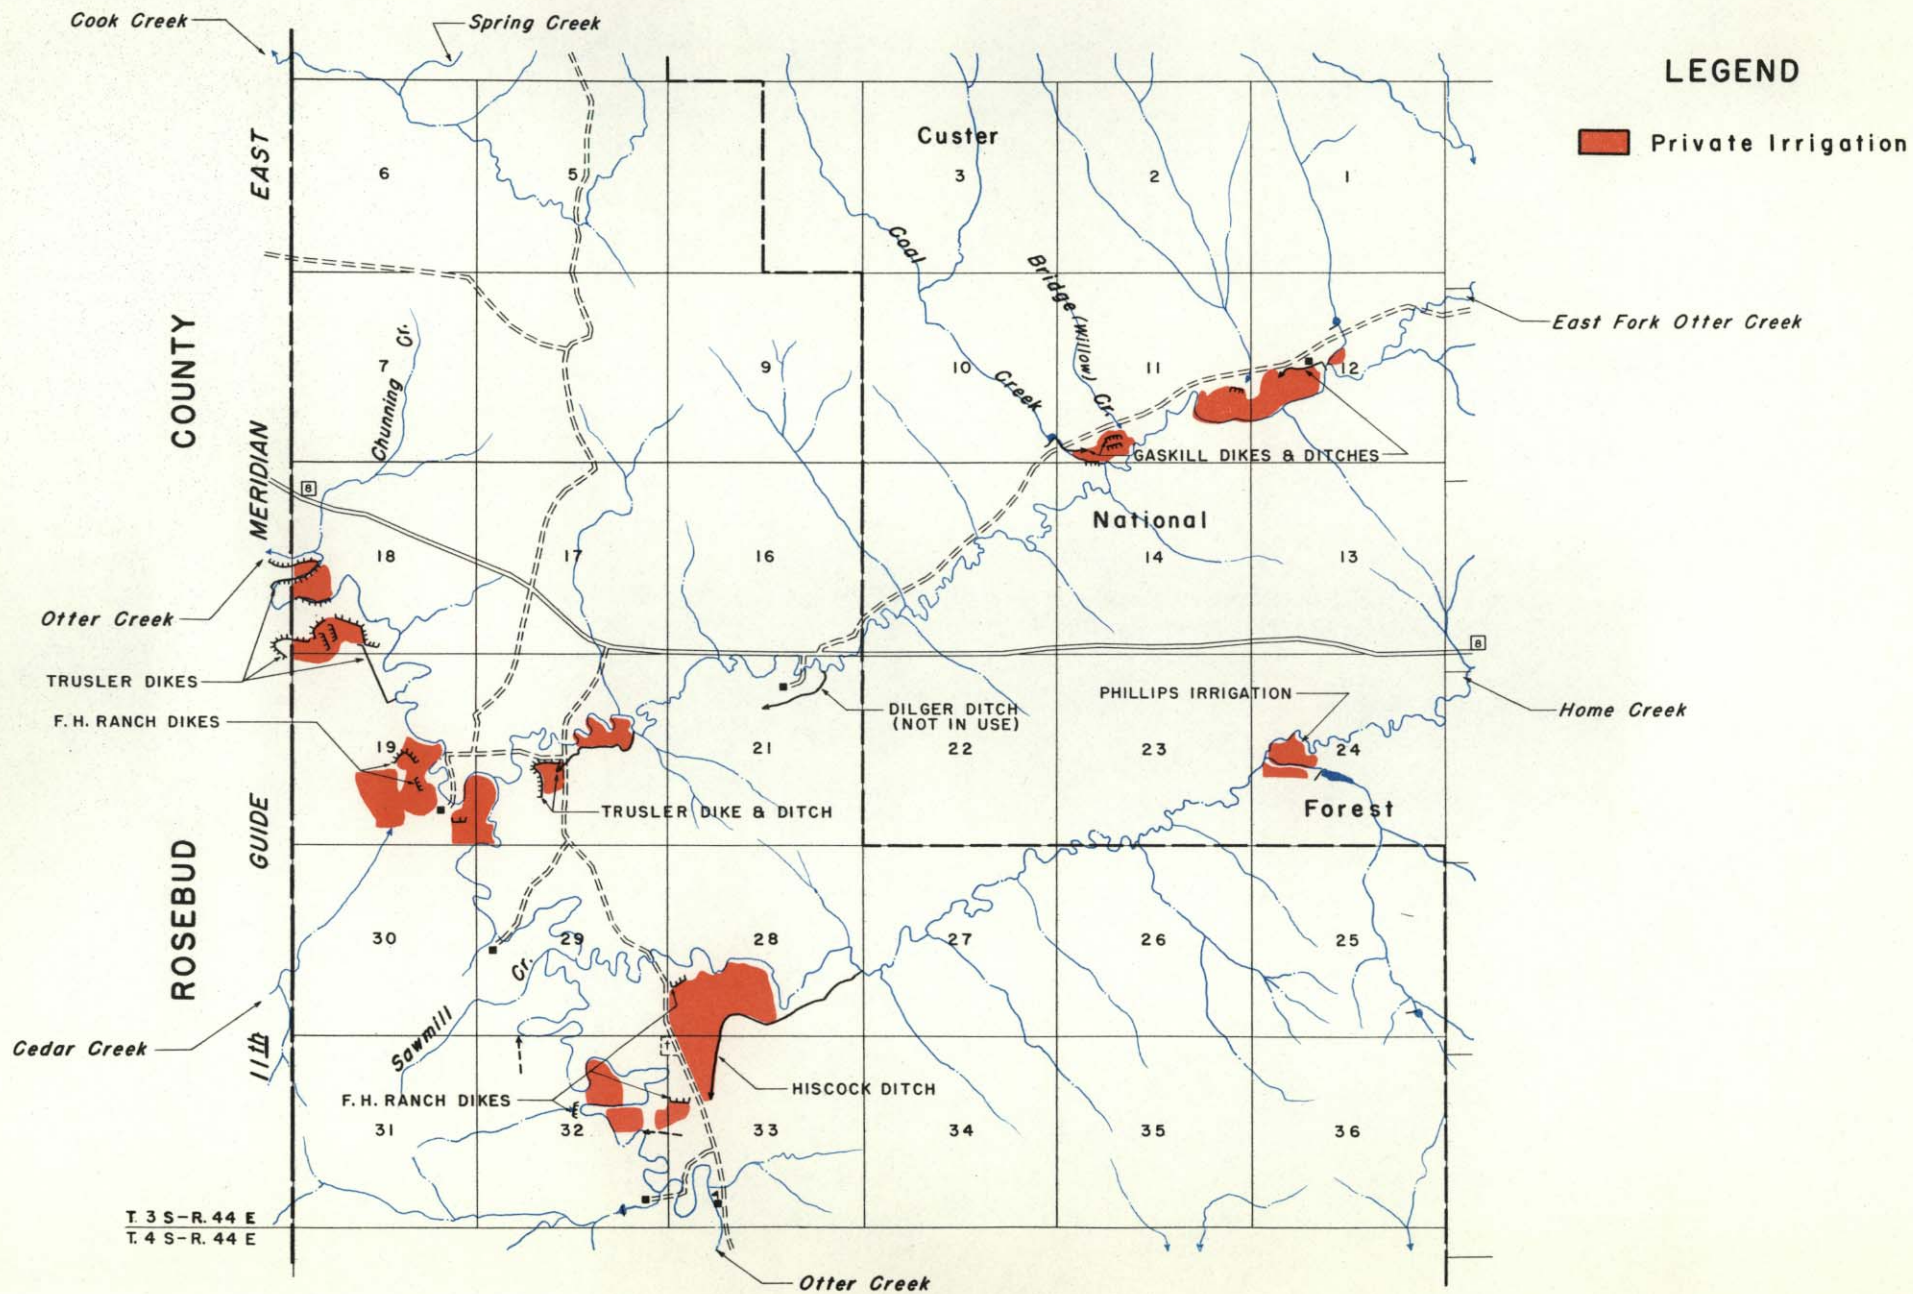 Cook Creek
Spring Creek
LEGEND
Private Irrigation
Custer
6
5
3
2
1
EAST
Coal
Bridge (Willow) Cr.
East Fork Otter Creek
COUNTY
7
Chunning Cr.
9
10
Creek
11
12
GASKILL DIKES & DITCHES
MERIDIAN
8
National
18
17
16
14
13
Otter Creek
8
TRUSLER DIKES
PHILLIPS IRRIGATION
F. H. RANCH DIKES
DILGER DITCH
(NOT IN USE)
Home Creek
19
21
22
23
24
TRUSLER DIKE & DITCH
Forest
GUIDE
ROSEBUD
30
29
28
27
26
25
Sawmill Cr.
Cedar Creek
11th
F. H. RANCH DIKES
HISCOCK DITCH
31
32
33
34
35
36
T. 3 S-R. 44 E
T. 4 S-R. 44 E
Otter Creek